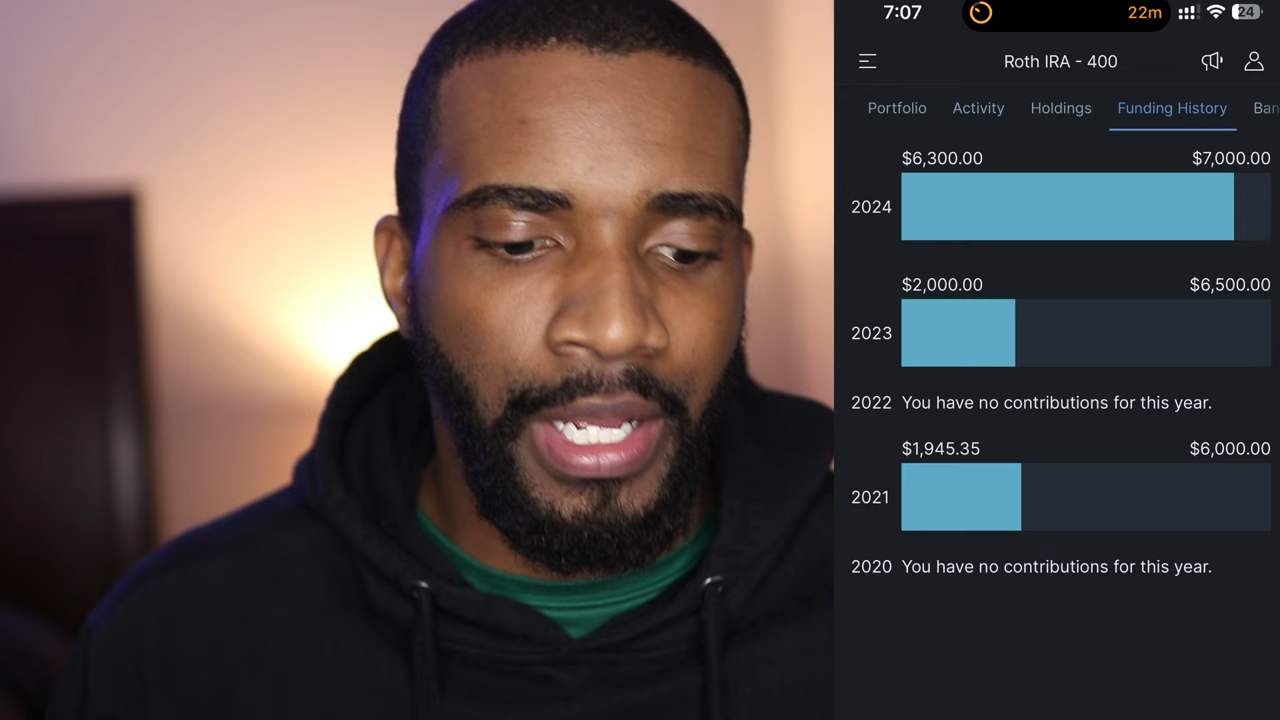 7:07 22m 24
Roth IRA - 400
Portfolio Activity Holdings Funding History Ban
$6,300.00 $7,000.00
2024
$2,000.00 $6,500.00
2023
2022 You have no contributions for this year.
$1,945.35 $6,000.00
2021
2020 You have no contributions for this year.